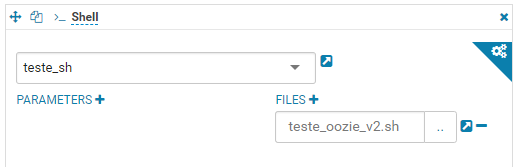 >_ Shell
teste_sh
PARAMETERS +
FILES +
teste_oozie_v2.sh
..